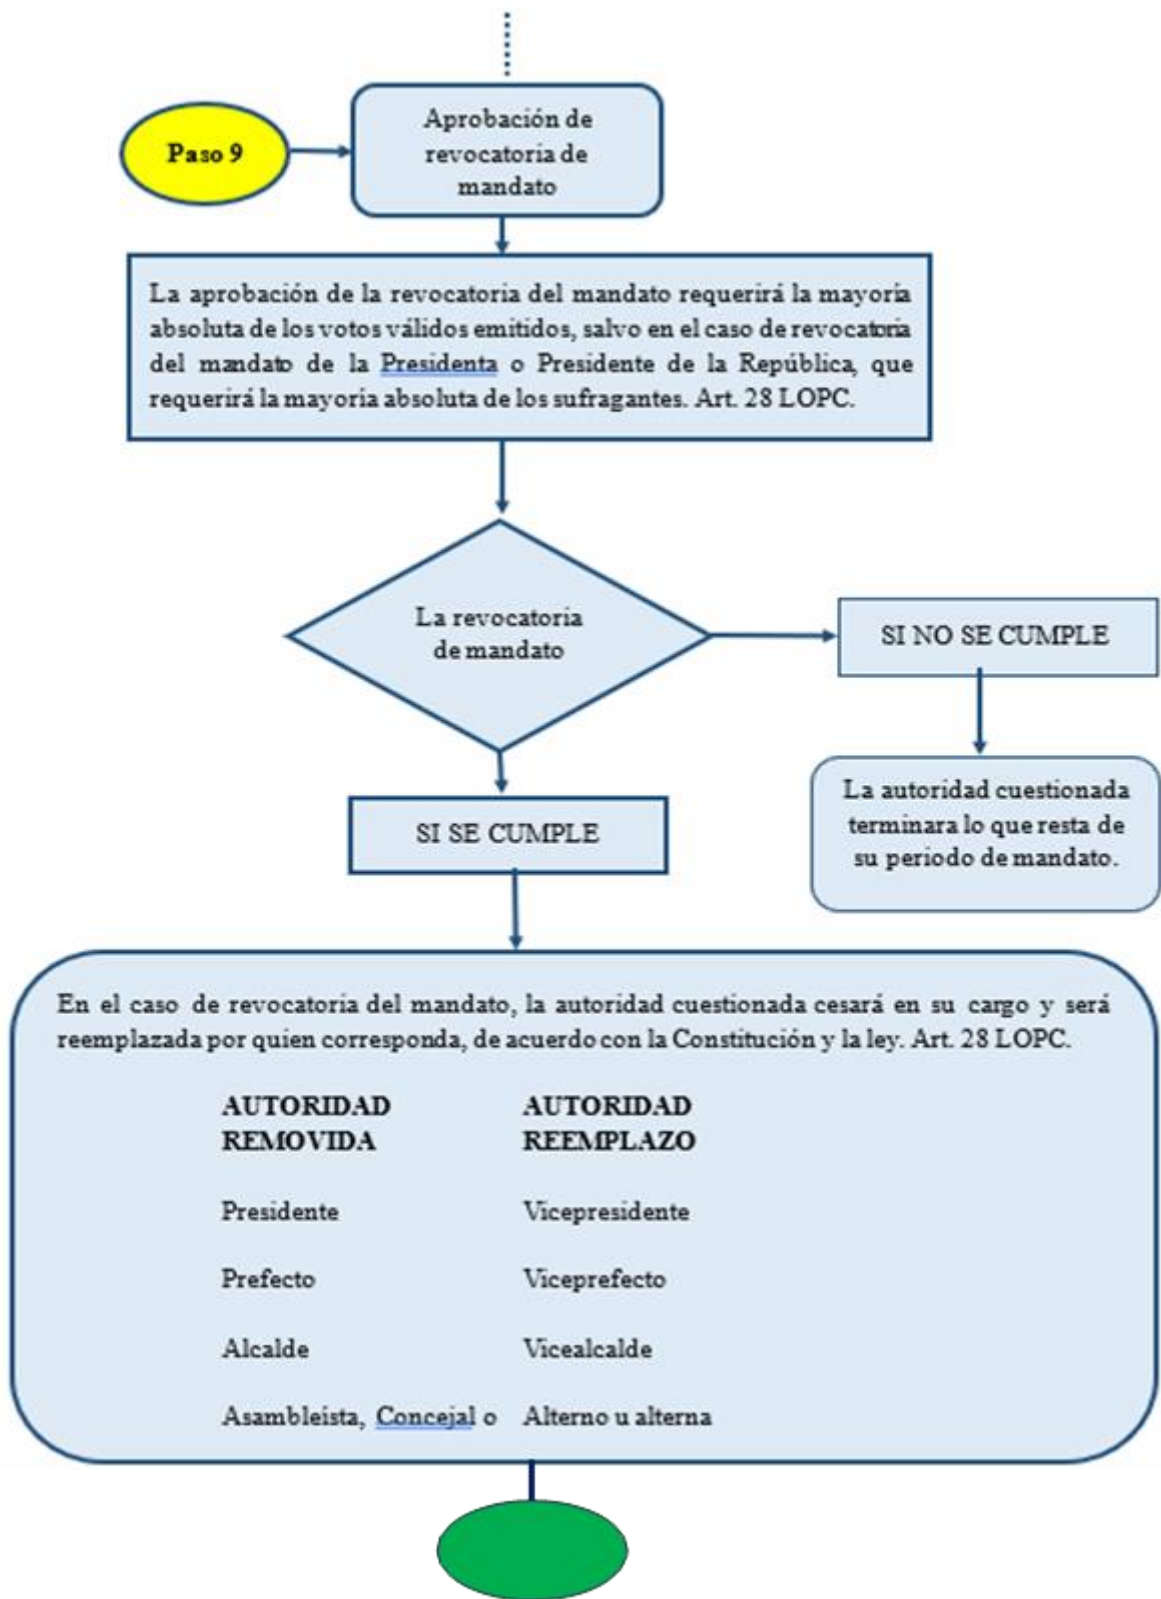 Paso 9
Aprobación de
revocatoria de
mandato
La aprobación de la revocatoria del mandato requerirá la mayoría
absoluta de los votos válidos emitidos, salvo en el caso de revocatoria
del mandato de la Presidenta o Presidente de la República, que
requerirá la mayoría absoluta de los sufragantes. Art. 28 LOPC.
La revocatoria
de mandato
SI NO SE CUMPLE
La autoridad cuestionada
terminara lo que resta de
su periodo de mandato.
SI SE CUMPLE
En el caso de revocatoria del mandato, la autoridad cuestionada cesará en su cargo y será
reemplazada por quien corresponda, de acuerdo con la Constitución y la ley. Art. 28 LOPC.
AUTORIDAD AUTORIDAD
REMOVIDA REEMPLAZO
Presidente Vicepresidente
Prefecto Viceprefecto
Alcalde Vicealcalde
Asambleísta, Concejal o Alterno u alterna